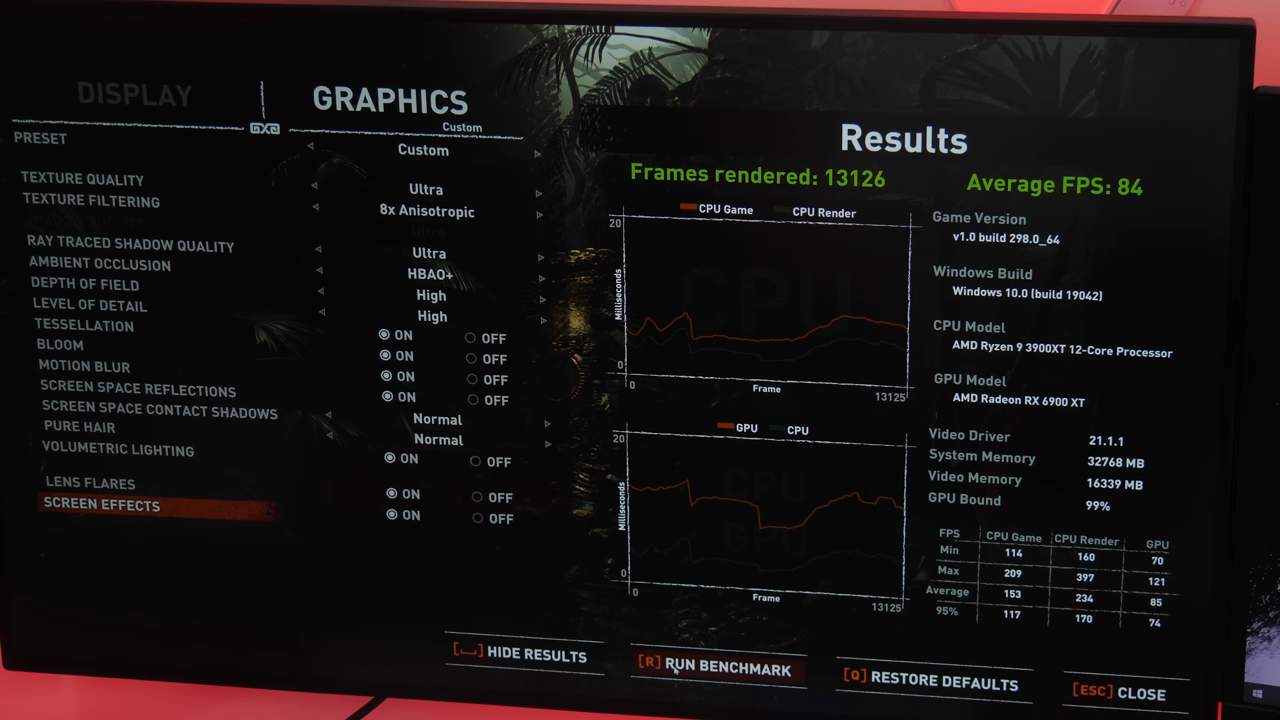 DISPLAY
GRAPHICS
Custom
PRESET
Custom
TEXTURE QUALITY
Ultra
TEXTURE FILTERING
8x Anisotropic
RAY TRACED SHADOW QUALITY
Ultra
AMBIENT OCCLUSION
HBAO+
DEPTH OF FIELD
High
LEVEL OF DETAIL
High
TESSELLATION
ON OFF
BLOOM
ON OFF
MOTION BLUR
ON OFF
SCREEN SPACE REFLECTIONS
ON OFF
SCREEN SPACE CONTACT SHADOWS
Normal
PURE HAIR
Normal
VOLUMETRIC LIGHTING
ON OFF
LENS FLARES
ON OFF
SCREEN EFFECTS
ON OFF
Results
Frames rendered: 13126
Average FPS: 84
CPU Game CPU Render
20
Milliseconds
CPU
0
0
Frame
13125
GPU CPU
20
Milliseconds
CPU
GPU
0
0
Frame
13125
Game Version
v1.0 build 298.0_64
Windows Build
Windows 10.0 (build 19042)
CPU Model
AMD Ryzen 9 3900XT 12-Core Processor
GPU Model
AMD Radeon RX 6900 XT
Video Driver 21.1.1
System Memory 32768 MB
Video Memory 16339 MB
GPU Bound 99%
FPS CPU Game CPU Render GPU
Min 114 160 70
Max 209 397 121
Average 153 234 85
95% 117 170 74
HIDE RESULTS
[R] RUN BENCHMARK
[Q] RESTORE DEFAULTS
[ESC] CLOSE